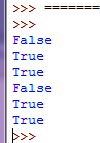 >>> =======
>>>
False
True
True
False
True
True
>>>